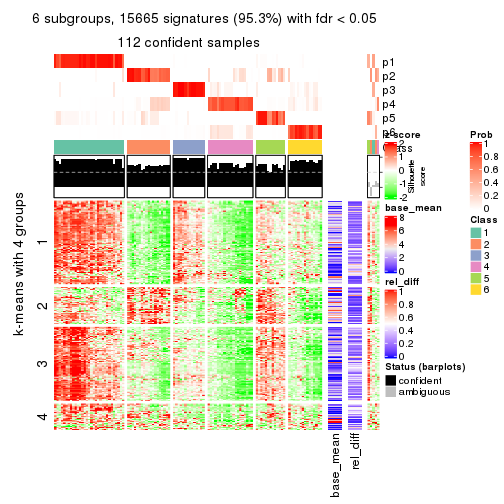 6 subgroups, 15665 signatures (95.3%) with fdr < 0.05
112 confident samples
p1
p2
p3
p4
p5
p6
Class
z-score
2
1
0
-1
-2
Silhouette
score
Prob
1
0.8
0.6
0.4
0.2
0
base_mean
8
6
4
2
0
Class
1
2
3
4
5
6
rel_diff
1
0.8
0.6
0.4
0.2
0
Status (barplots)
confident
ambiguous
k-means with 4 groups
1
2
3
4
base_mean
rel_diff